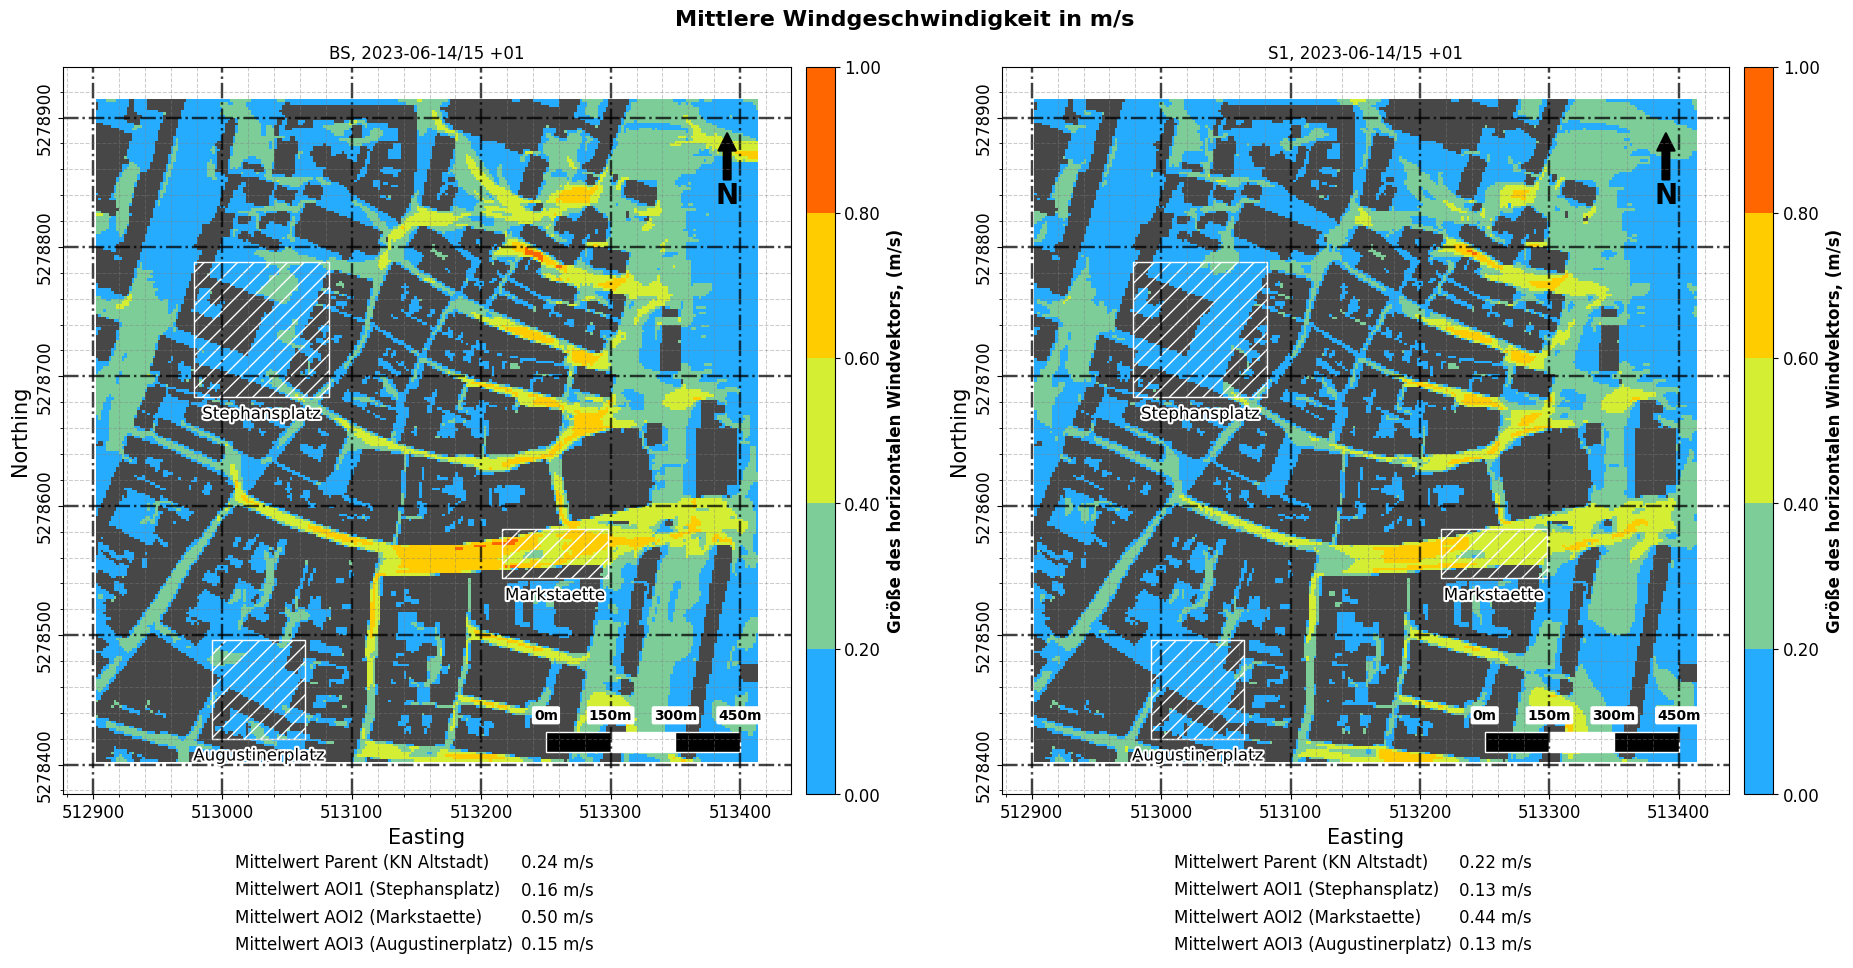 Mittlere Windgeschwindigkeit in m/s
BS, 2023-06-14/15 +01
5278900
5278800
5278700
5278600
5278500
5278400
Northing
N
Stephansplatz
Markstaette
Augustinerplatz
0m 150m 300m 450m
512900 513000 513100 513200 513300 513400
Easting
1.00
0.80
0.60
0.40
0.20
0.00
Größe des horizontalen Windvektors, (m/s)
Mittelwert Parent (KN Altstadt) 0.24 m/s
Mittelwert AOI1 (Stephansplatz) 0.16 m/s
Mittelwert AOI2 (Markstaette) 0.50 m/s
Mittelwert AOI3 (Augustinerplatz) 0.15 m/s
S1, 2023-06-14/15 +01
5278900
5278800
5278700
5278600
5278500
5278400
Northing
N
Stephansplatz
Markstaette
Augustinerplatz
0m 150m 300m 450m
512900 513000 513100 513200 513300 513400
Easting
1.00
0.80
0.60
0.40
0.20
0.00
Größe des horizontalen Windvektors, (m/s)
Mittelwert Parent (KN Altstadt) 0.22 m/s
Mittelwert AOI1 (Stephansplatz) 0.13 m/s
Mittelwert AOI2 (Markstaette) 0.44 m/s
Mittelwert AOI3 (Augustinerplatz) 0.13 m/s